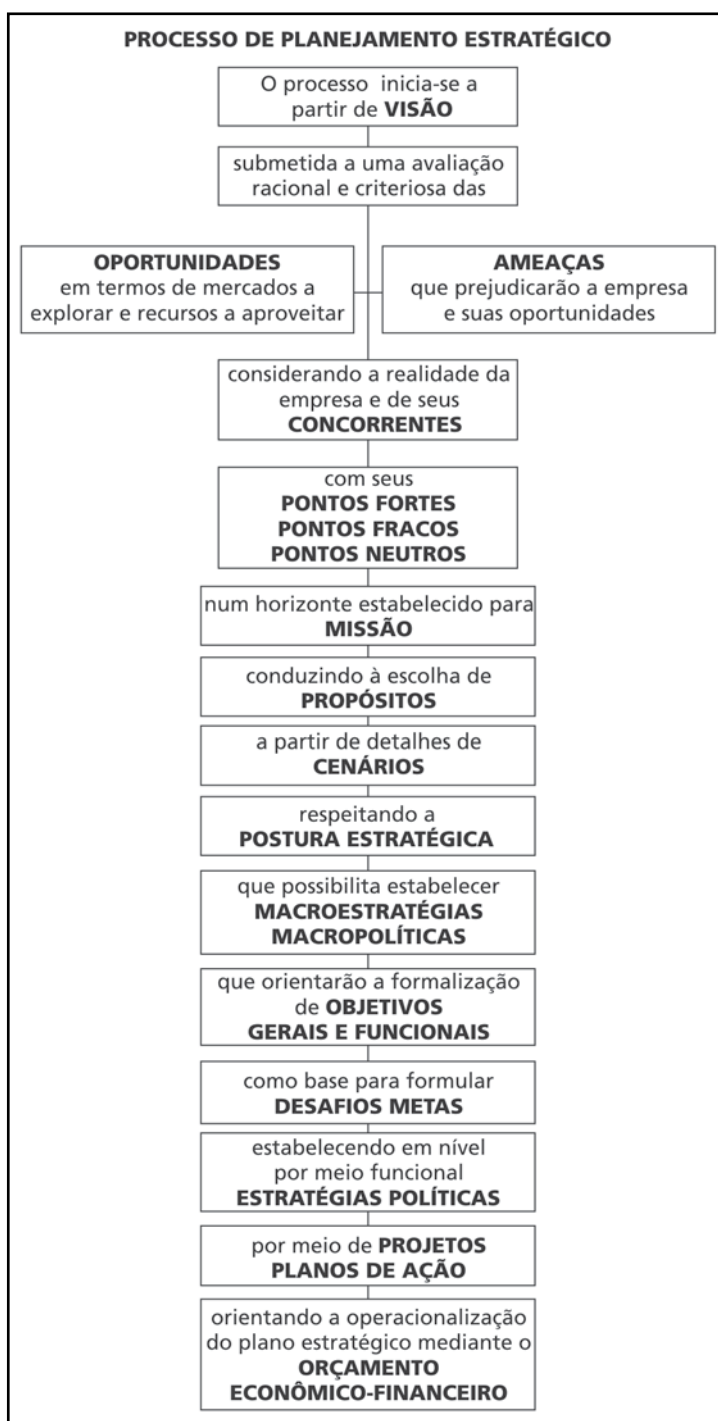 PROCESSO DE PLANEJAMENTO ESTRATÉGICO
O processo inicia-se a
partir de VISÃO
submetida a uma avaliação
racional e criteriosa das
OPORTUNIDADES
em termos de mercados a
explorar e recursos a aproveitar
AMEAÇAS
que prejudicarão a empresa
e suas oportunidades
considerando a realidade da
empresa e de seus
CONCORRENTES
com seus
PONTOS FORTES
PONTOS FRACOS
PONTOS NEUTROS
num horizonte estabelecido para
MISSÃO
conduzindo à escolha de
PROPÓSITOS
a partir de detalhes de
CENÁRIOS
respeitando a
POSTURA ESTRATÉGICA
que possibilita estabelecer
MACROESTRATÉGIAS
MACROPOLÍTICAS
que orientarão a formalização
de OBJETIVOS
GERAIS E FUNCIONAIS
como base para formular
DESAFIOS METAS
estabelecendo em nível
por meio funcional
ESTRATÉGIAS POLÍTICAS
por meio de PROJETOS
PLANOS DE AÇÃO
orientando a operacionalização
do plano estratégico mediante o
ORÇAMENTO
ECONÔMICO-FINANCEIRO